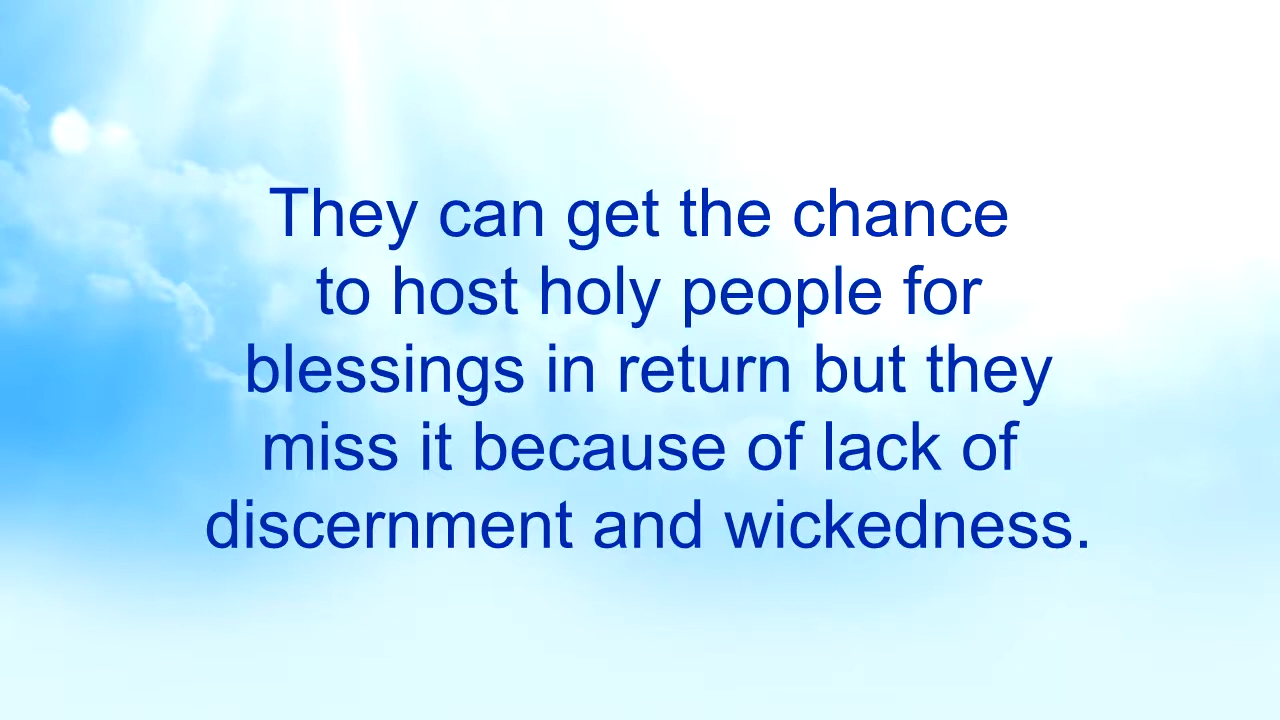 They can get the chance
to host holy people for
blessings in return but they
miss it because of lack of
discernment and wickedness.